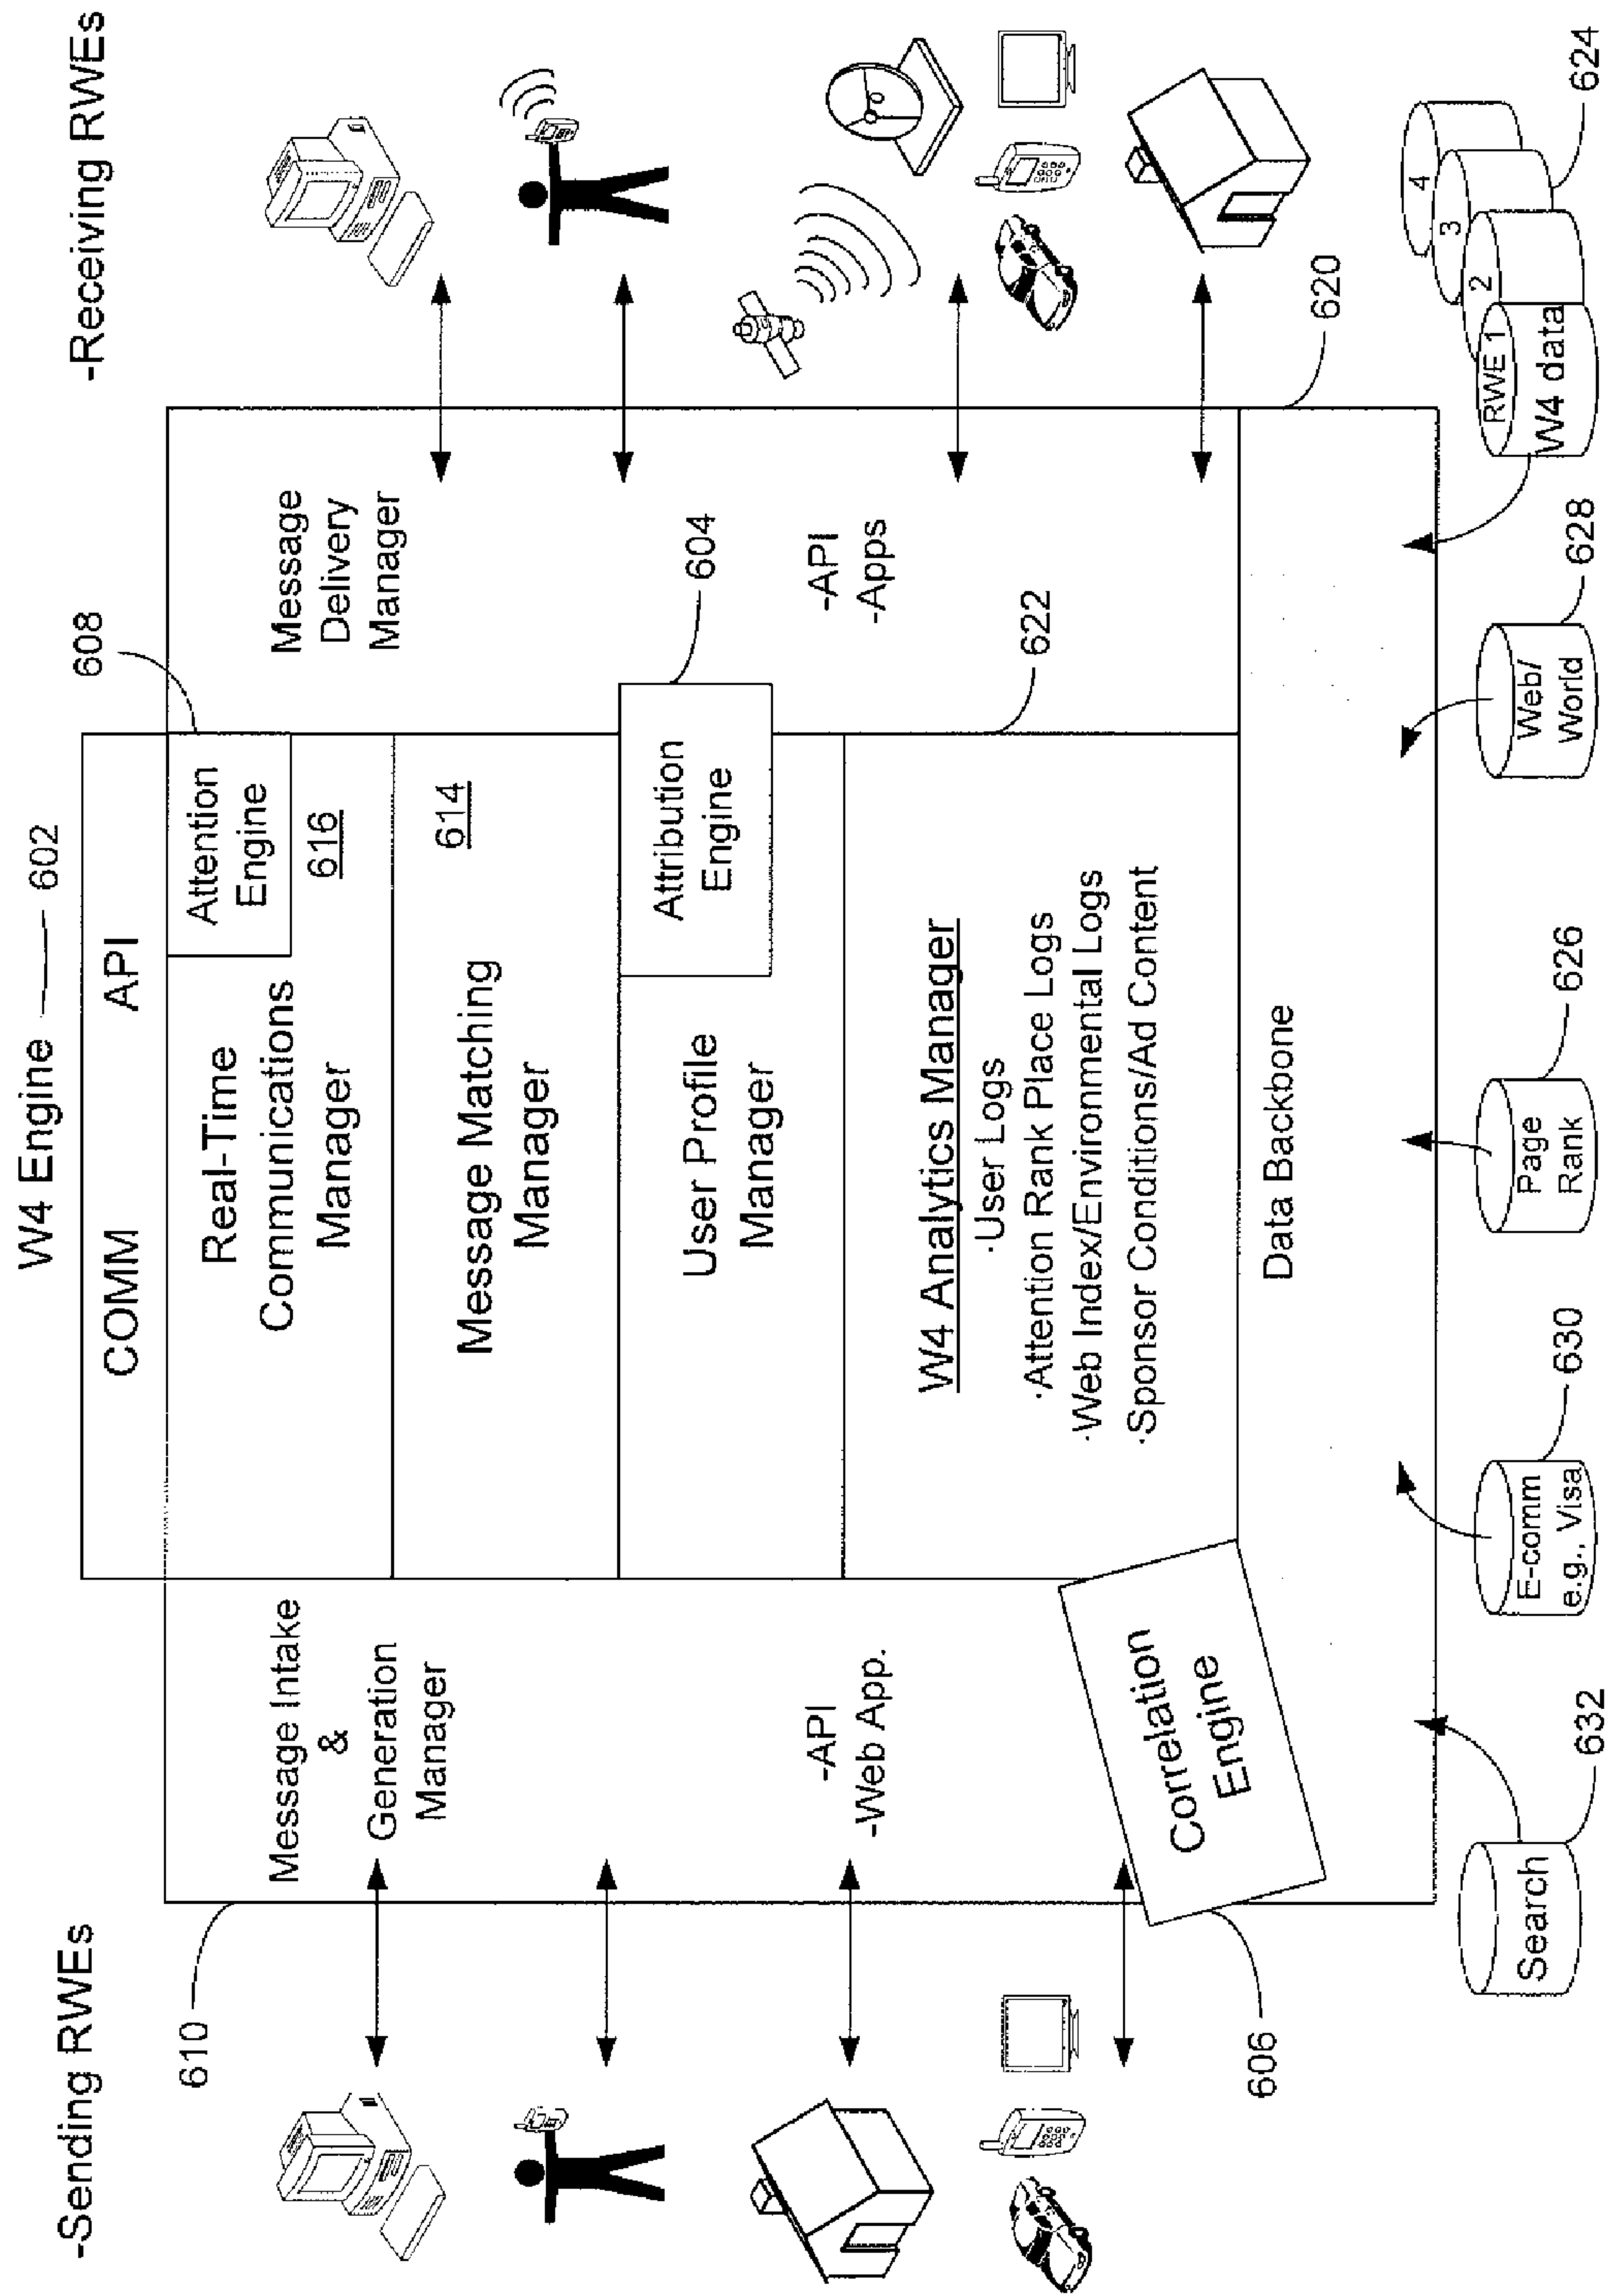 W4 Engine
602
-Sending RWEs
-Receiving RWEs
610
608
COMM API
Message Intake
&
Generation
Manager
-API
-Web App.
Real-Time
Communications
Manager
Attention
Engine
616
Message Matching
Manager
614
User Profile
Manager
Attribution
Engine
604
W4 Analytics Manager
·User Logs
·Attention Rank Place Logs
·Web Index/Environmental Logs
·Sponsor Conditions/Ad Content
622
Message
Delivery
Manager
-API
-Apps
Correlation
Engine
606
Data Backbone
620
Search
632
E-comm
e.g., Visa
630
Page
Rank
626
Web/
World
628
RWE 1
W4 data
2
3
4
624